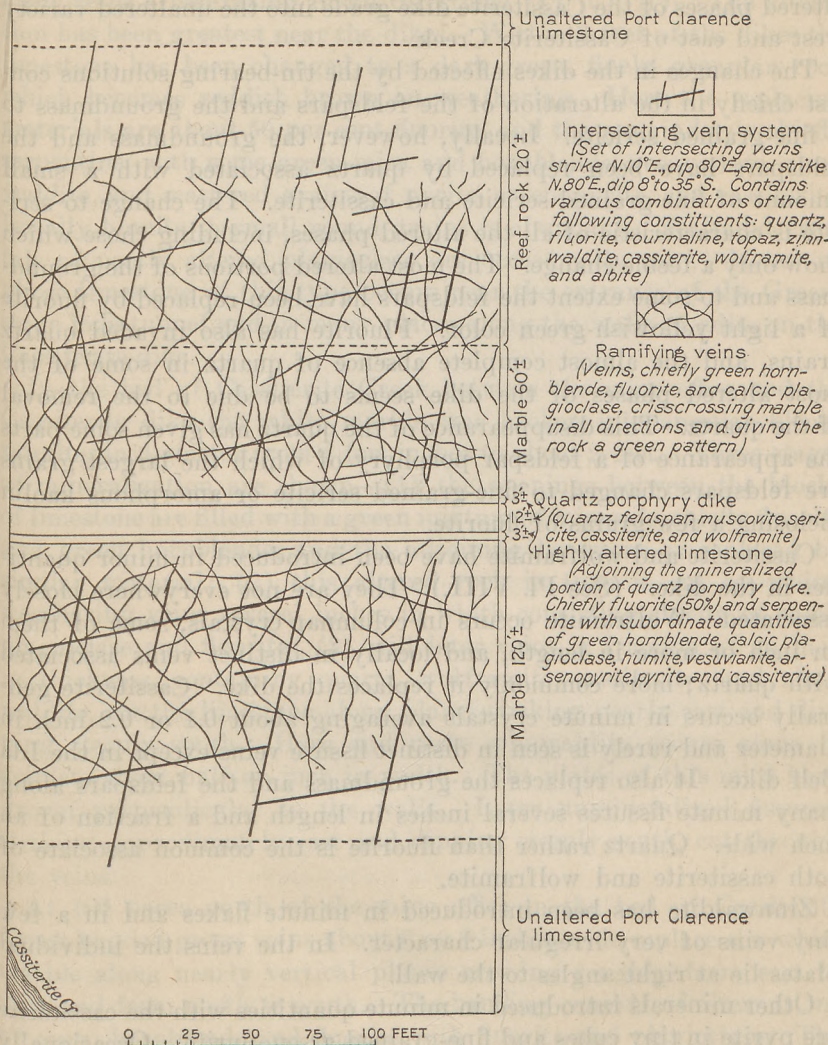 Unaltered Port Clarence
limestone
Intersecting vein system
(Set of intersecting veins
strike N.10°E., dip 80°E., and strike
N.80°E., dip 8° to 35° S. Contains
various combinations of the
following constituents: quartz,
fluorite, tourmaline, topaz, zinn-
waldite, cassiterite, wolframite,
and albite)
Reef rock 120'±
Ramifying veins
(Veins, chiefly green horn-
blende, fluorite, and calcic pla-
gioclase, crisscrossing marble
in all directions and giving the
rock a green pattern)
Marble 60'±
3'± Quartz porphyry dike
12'± (Quartz, feldspar, muscovite, seri-
3'± cite, cassiterite, and wolframite)
Highly altered limestone
(Adjoining the mineralized
portion of quartz porphyry dike.
Chiefly fluorite (50%) and serpen-
tine with subordinate quantities
of green hornblende, calcic pla-
gioclase, humite, vesuvianite, ar-
senopyrite, pyrite, and cassiterite)
Marble 120'±
Unaltered Port Clarence
limestone
Cassiterite Cr.
0 25 50 75 100 FEET